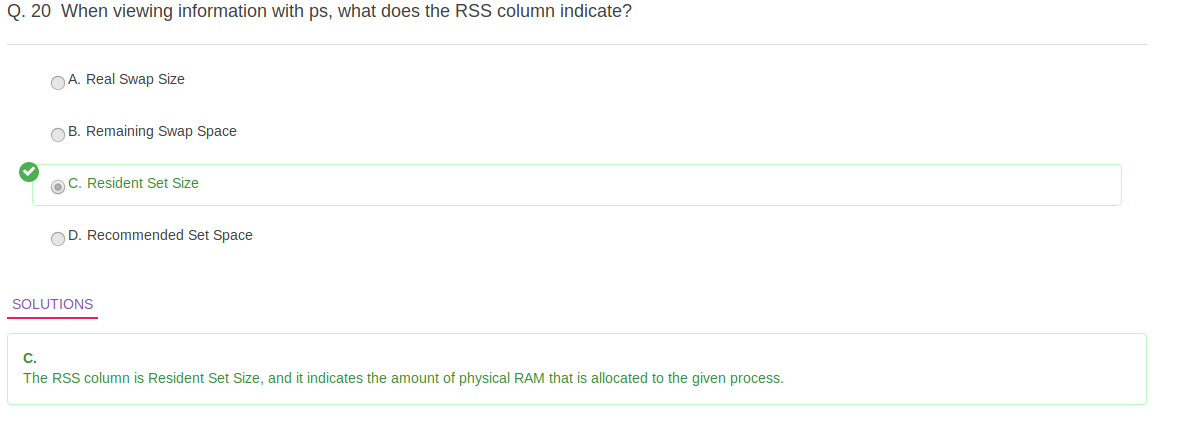 Q. 20  When viewing information with ps, what does the RSS column indicate?
A. Real Swap Size
B. Remaining Swap Space
C. Resident Set Size
D. Recommended Set Space
SOLUTIONS
C.
The RSS column is Resident Set Size, and it indicates the amount of physical RAM that is allocated to the given process.